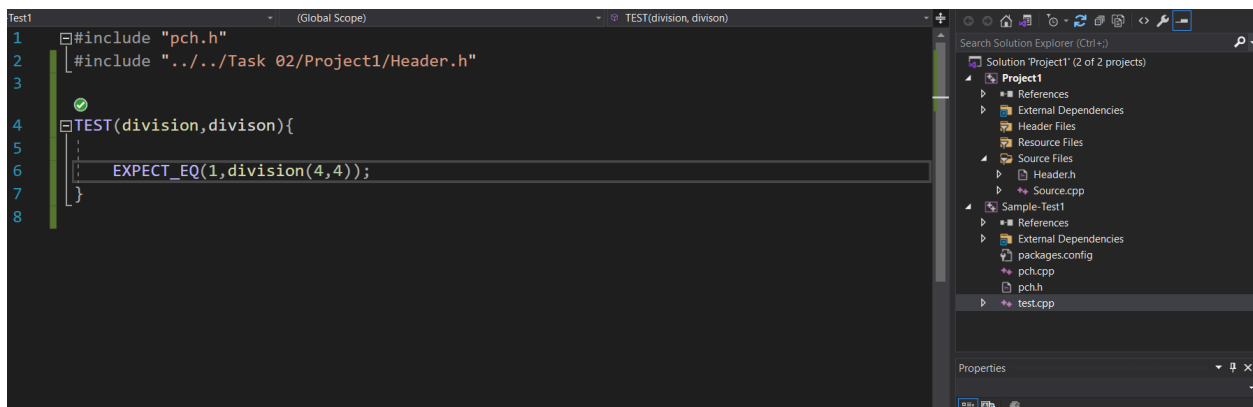 Test1
(Global Scope)
TEST(division, divison)
1 #include "pch.h"
2 #include "../../Task 02/Project1/Header.h"
3
4 TEST(division,divison){
5
6 EXPECT_EQ(1,division(4,4));
7 }
8
Search Solution Explorer (Ctrl+;)
Solution 'Project1' (2 of 2 projects)
Project1
References
External Dependencies
Header Files
Resource Files
Source Files
Header.h
Source.cpp
Sample-Test1
References
External Dependencies
packages.config
pch.cpp
pch.h
test.cpp
Properties